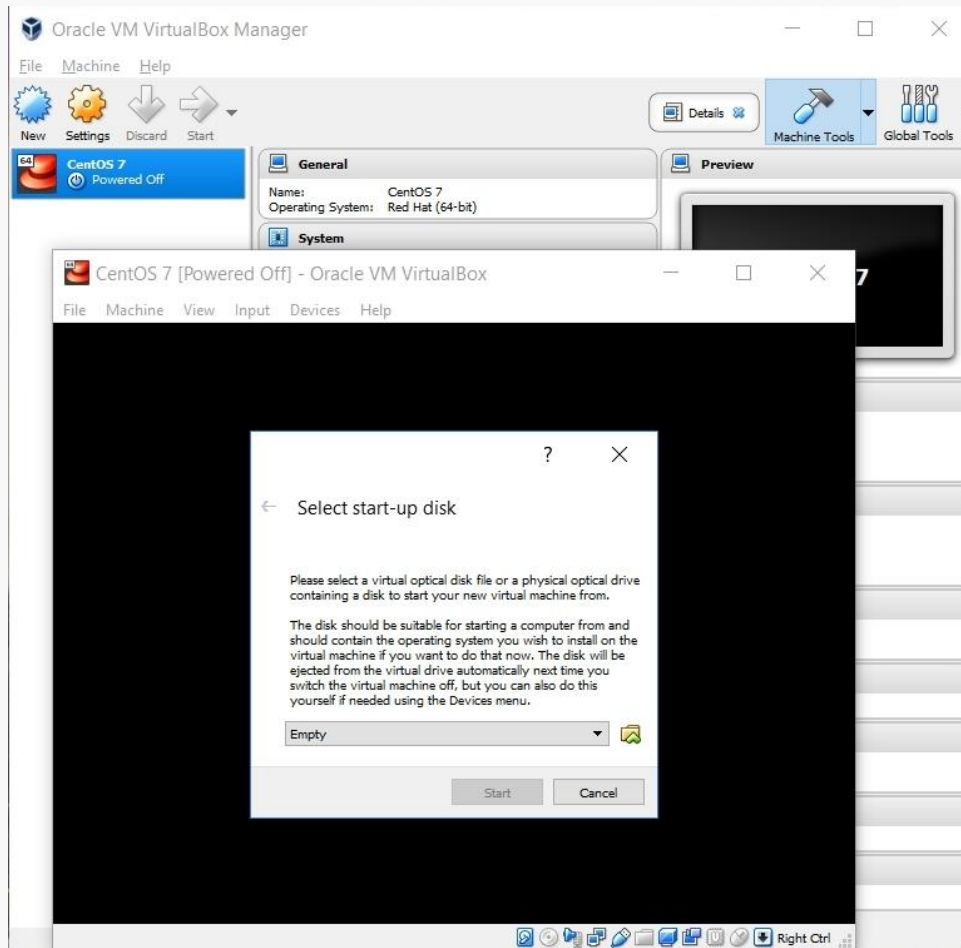 Oracle VM VirtualBox Manager
File Machine Help
New Settings Discard Start Details Machine Tools Global Tools
64 CentOS 7
Powered Off
General
Name: CentOS 7
Operating System: Red Hat (64-bit)
System
Preview
7
64 CentOS 7 [Powered Off] - Oracle VM VirtualBox
File Machine View Input Devices Help
?
Select start-up disk
Please select a virtual optical disk file or a physical optical drive
containing a disk to start your new virtual machine from.
The disk should be suitable for starting a computer from and
should contain the operating system you wish to install on the
virtual machine if you want to do that now. The disk will be
ejected from the virtual drive automatically next time you
switch the virtual machine off, but you can also do this
yourself if needed using the Devices menu.
Empty
Start Cancel
Right Ctrl